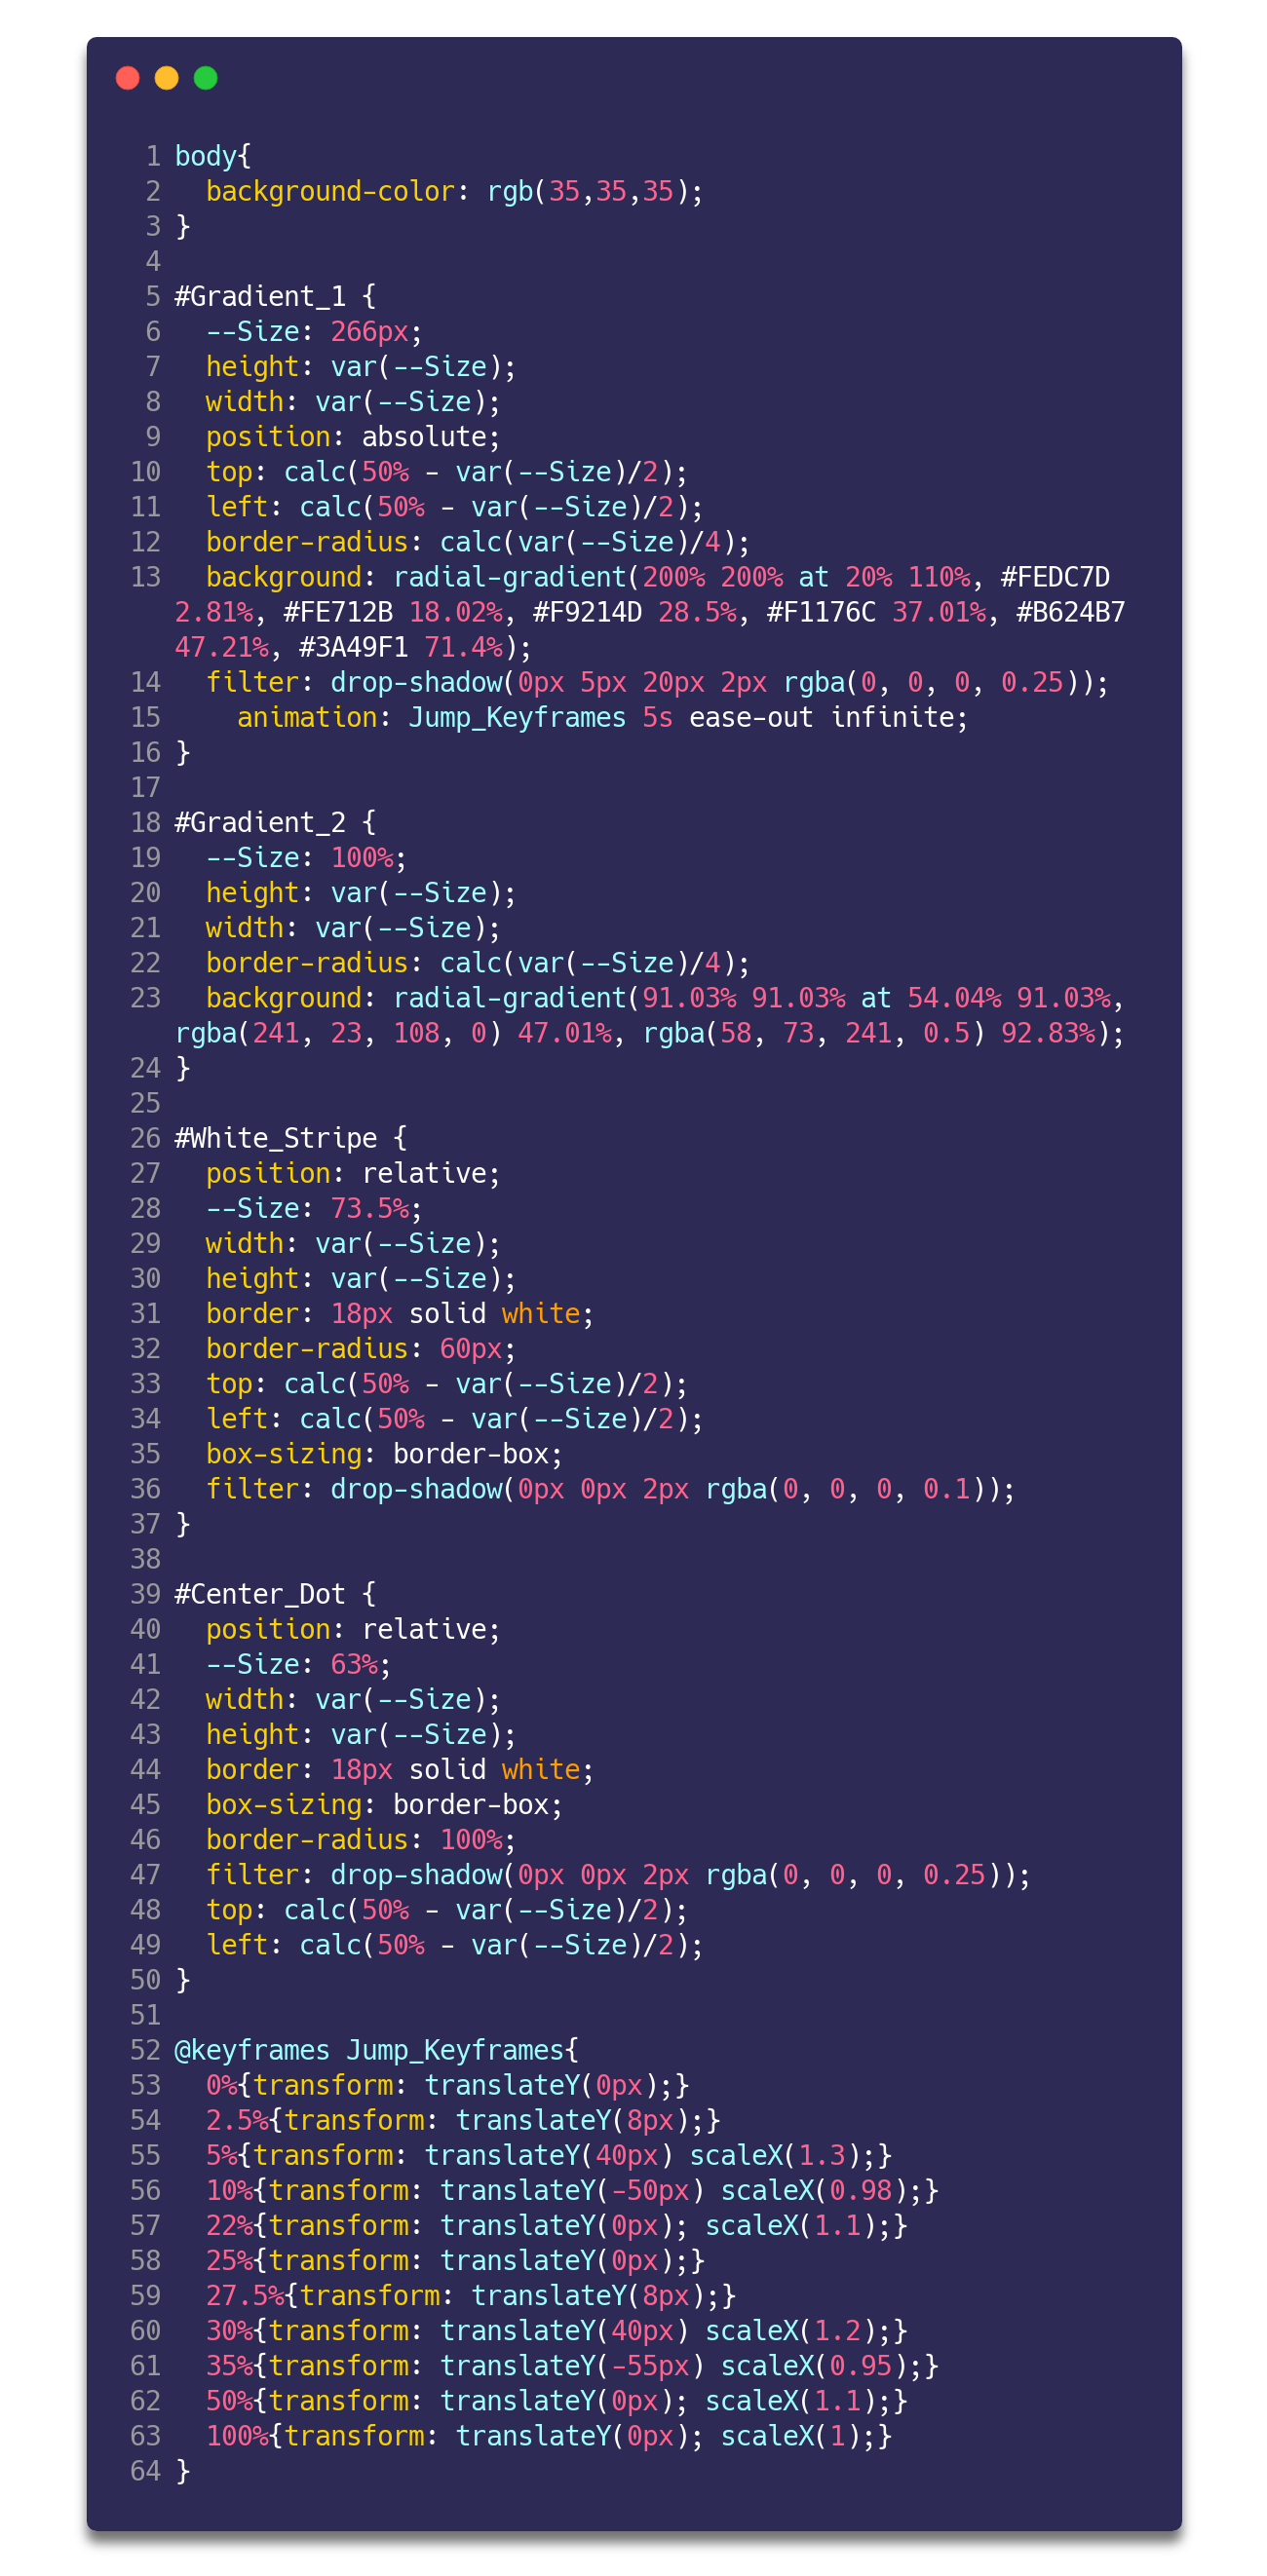 1 body{
2   background-color: rgb(35,35,35);
3 }
4
5 #Gradient_1 {
6   --Size: 266px;
7   height: var(--Size);
8   width: var(--Size);
9   position: absolute;
10   top: calc(50% - var(--Size)/2);
11   left: calc(50% - var(--Size)/2);
12   border-radius: calc(var(--Size)/4);
13   background: radial-gradient(200% 200% at 20% 110%, #FEDC7D
2.81%, #FE712B 18.02%, #F9214D 28.5%, #F1176C 37.01%, #B624B7
47.21%, #3A49F1 71.4%);
14   filter: drop-shadow(0px 5px 20px 2px rgba(0, 0, 0, 0.25));
15     animation: Jump_Keyframes 5s ease-out infinite;
16 }
17
18 #Gradient_2 {
19   --Size: 100%;
20   height: var(--Size);
21   width: var(--Size);
22   border-radius: calc(var(--Size)/4);
23   background: radial-gradient(91.03% 91.03% at 54.04% 91.03%,
rgba(241, 23, 108, 0) 47.01%, rgba(58, 73, 241, 0.5) 92.83%);
24 }
25
26 #White_Stripe {
27   position: relative;
28   --Size: 73.5%;
29   width: var(--Size);
30   height: var(--Size);
31   border: 18px solid white;
32   border-radius: 60px;
33   top: calc(50% - var(--Size)/2);
34   left: calc(50% - var(--Size)/2);
35   box-sizing: border-box;
36   filter: drop-shadow(0px 0px 2px rgba(0, 0, 0, 0.1));
37 }
38
39 #Center_Dot {
40   position: relative;
41   --Size: 63%;
42   width: var(--Size);
43   height: var(--Size);
44   border: 18px solid white;
45   box-sizing: border-box;
46   border-radius: 100%;
47   filter: drop-shadow(0px 0px 2px rgba(0, 0, 0, 0.25));
48   top: calc(50% - var(--Size)/2);
49   left: calc(50% - var(--Size)/2);
50 }
51
52 @keyframes Jump_Keyframes{
53   0%{transform: translateY(0px);}
54   2.5%{transform: translateY(8px);}
55   5%{transform: translateY(40px) scaleX(1.3);}
56   10%{transform: translateY(-50px) scaleX(0.98);}
57   22%{transform: translateY(0px); scaleX(1.1);}
58   25%{transform: translateY(0px);}
59   27.5%{transform: translateY(8px);}
60   30%{transform: translateY(40px) scaleX(1.2);}
61   35%{transform: translateY(-55px) scaleX(0.95);}
62   50%{transform: translateY(0px); scaleX(1.1);}
63   100%{transform: translateY(0px); scaleX(1);}
64 }